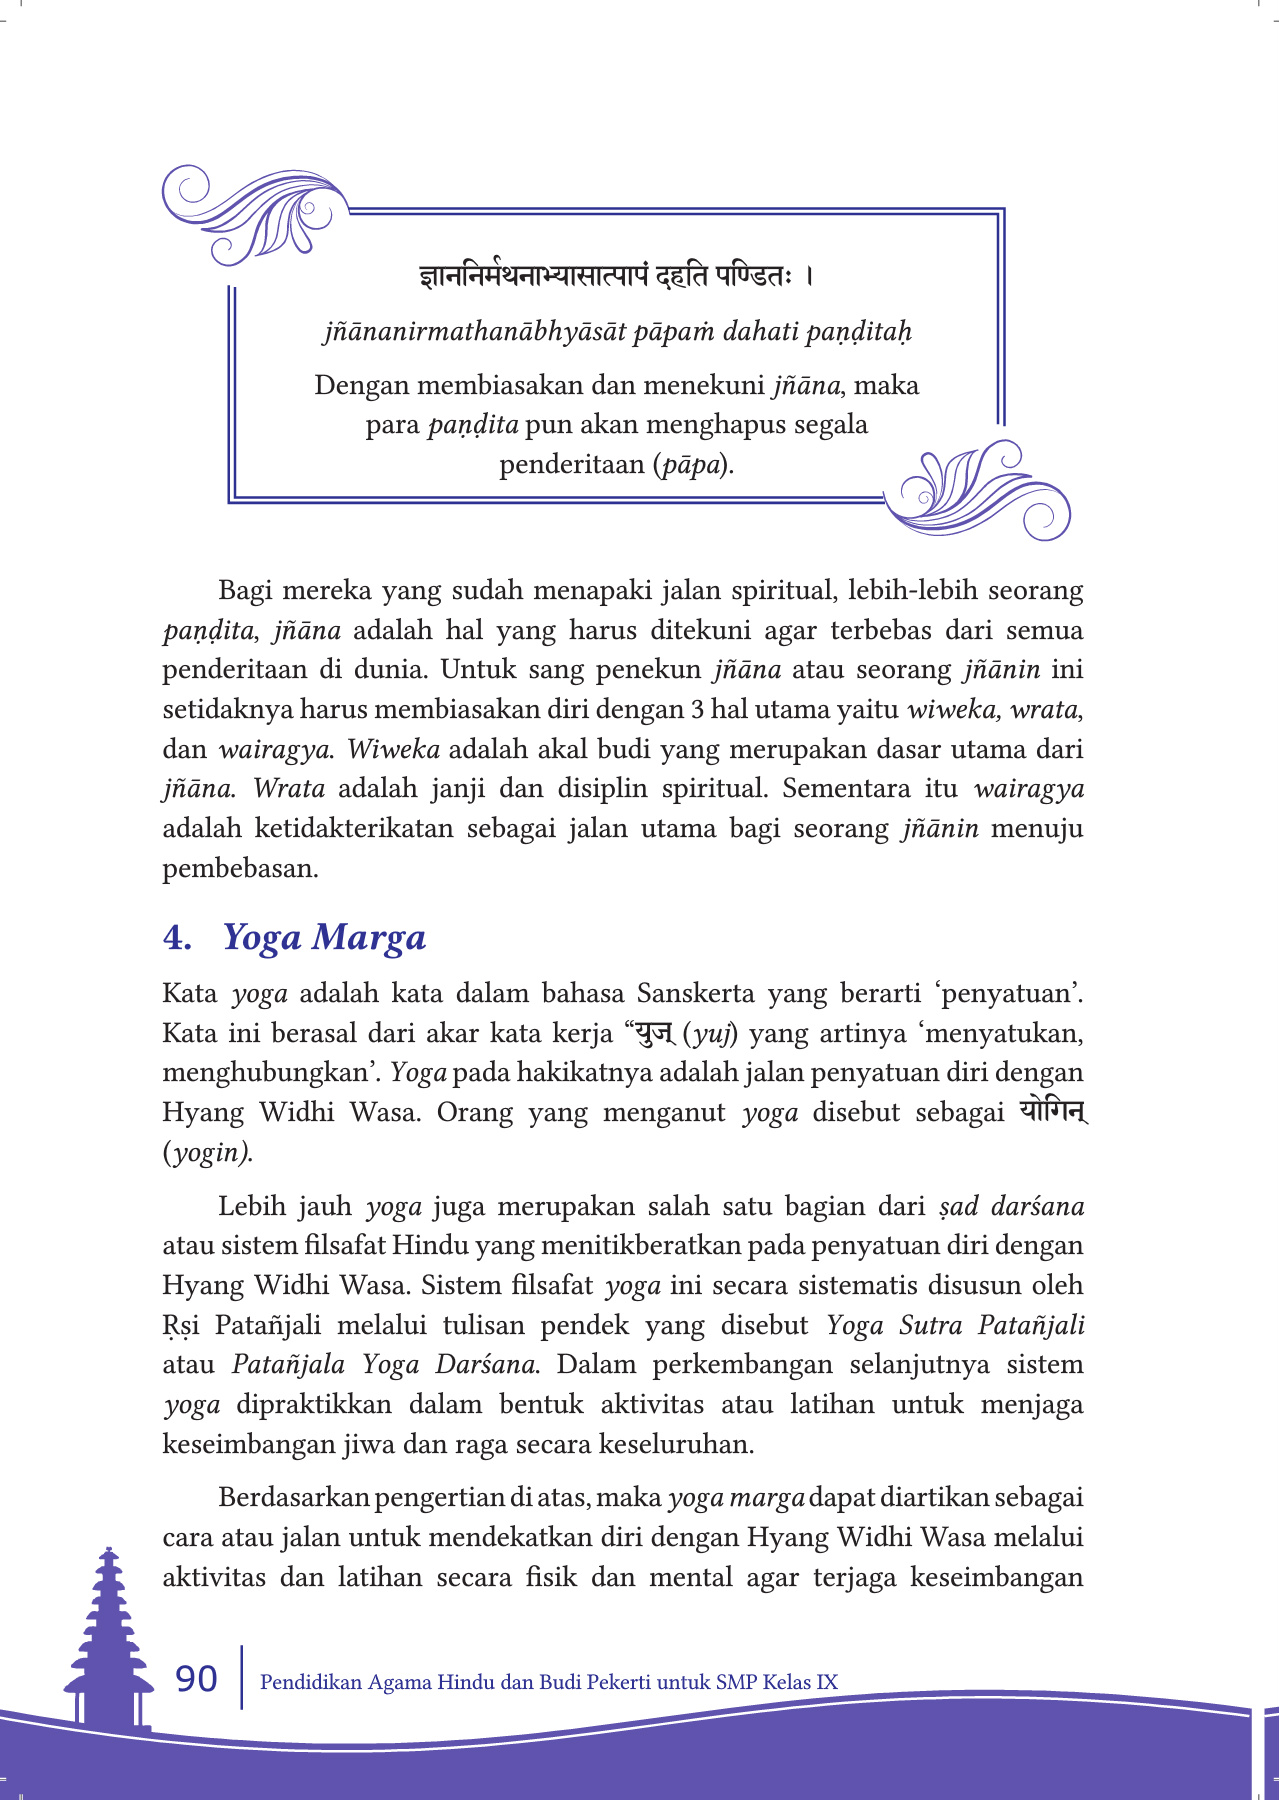 ज्ञाननिर्मथनाभ्यासात्पापं दहति पण्डितः ।
jñānanirmathanābhyāsāt pāpaṁ dahati paṇḍitaḥ
Dengan membiasakan dan menekuni jñāna, maka
para paṇḍita pun akan menghapus segala
penderitaan (pāpa).
Bagi mereka yang sudah menapaki jalan spiritual, lebih-lebih seorang
paṇḍita, jñāna adalah hal yang harus ditekuni agar terbebas dari semua
penderitaan di dunia. Untuk sang penekun jñāna atau seorang jñānin ini
setidaknya harus membiasakan diri dengan 3 hal utama yaitu wiweka, wrata,
dan wairagya. Wiweka adalah akal budi yang merupakan dasar utama dari
jñāna. Wrata adalah janji dan disiplin spiritual. Sementara itu wairagya
adalah ketidakterikatan sebagai jalan utama bagi seorang jñānin menuju
pembebasan.
4. Yoga Marga
Kata yoga adalah kata dalam bahasa Sanskerta yang berarti ‘penyatuan’.
Kata ini berasal dari akar kata kerja “युज् (yuj) yang artinya ‘menyatukan,
menghubungkan’. Yoga pada hakikatnya adalah jalan penyatuan diri dengan
Hyang Widhi Wasa. Orang yang menganut yoga disebut sebagai योगिन्
(yogin).
Lebih jauh yoga juga merupakan salah satu bagian dari ṣad darśana
atau sistem filsafat Hindu yang menitikberatkan pada penyatuan diri dengan
Hyang Widhi Wasa. Sistem filsafat yoga ini secara sistematis disusun oleh
Ṛṣi Patañjali melalui tulisan pendek yang disebut Yoga Sutra Patañjali
atau Patañjala Yoga Darśana. Dalam perkembangan selanjutnya sistem
yoga dipraktikkan dalam bentuk aktivitas atau latihan untuk menjaga
keseimbangan jiwa dan raga secara keseluruhan.
Berdasarkan pengertian di atas, maka yoga marga dapat diartikan sebagai
cara atau jalan untuk mendekatkan diri dengan Hyang Widhi Wasa melalui
aktivitas dan latihan secara fisik dan mental agar terjaga keseimbangan
90 Pendidikan Agama Hindu dan Budi Pekerti untuk SMP Kelas IX